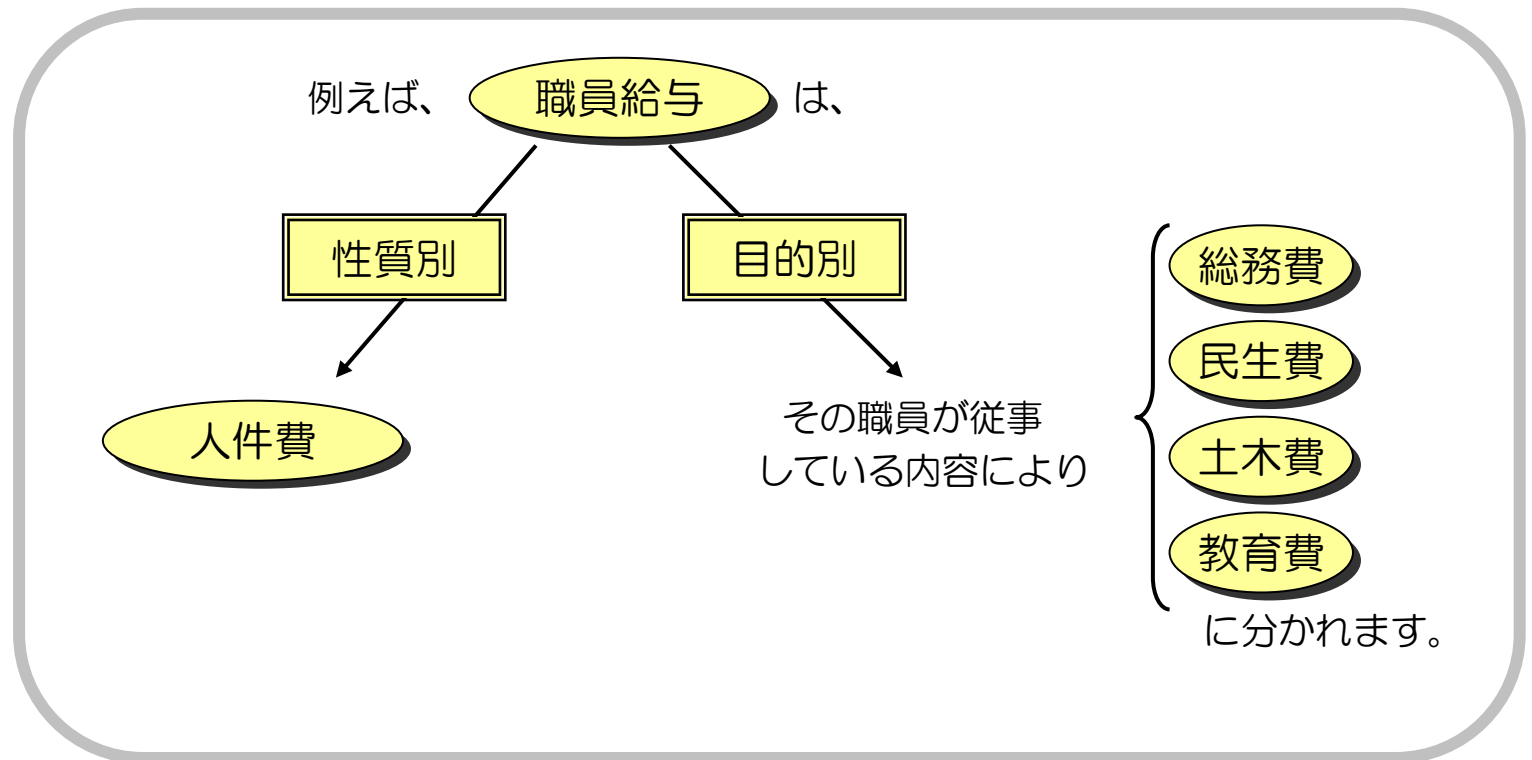 例えば、 職員給与 は、
性質別
目的別
人件費
その職員が従事
している内容により
総務費
民生費
土木費
教育費
に分かれます。